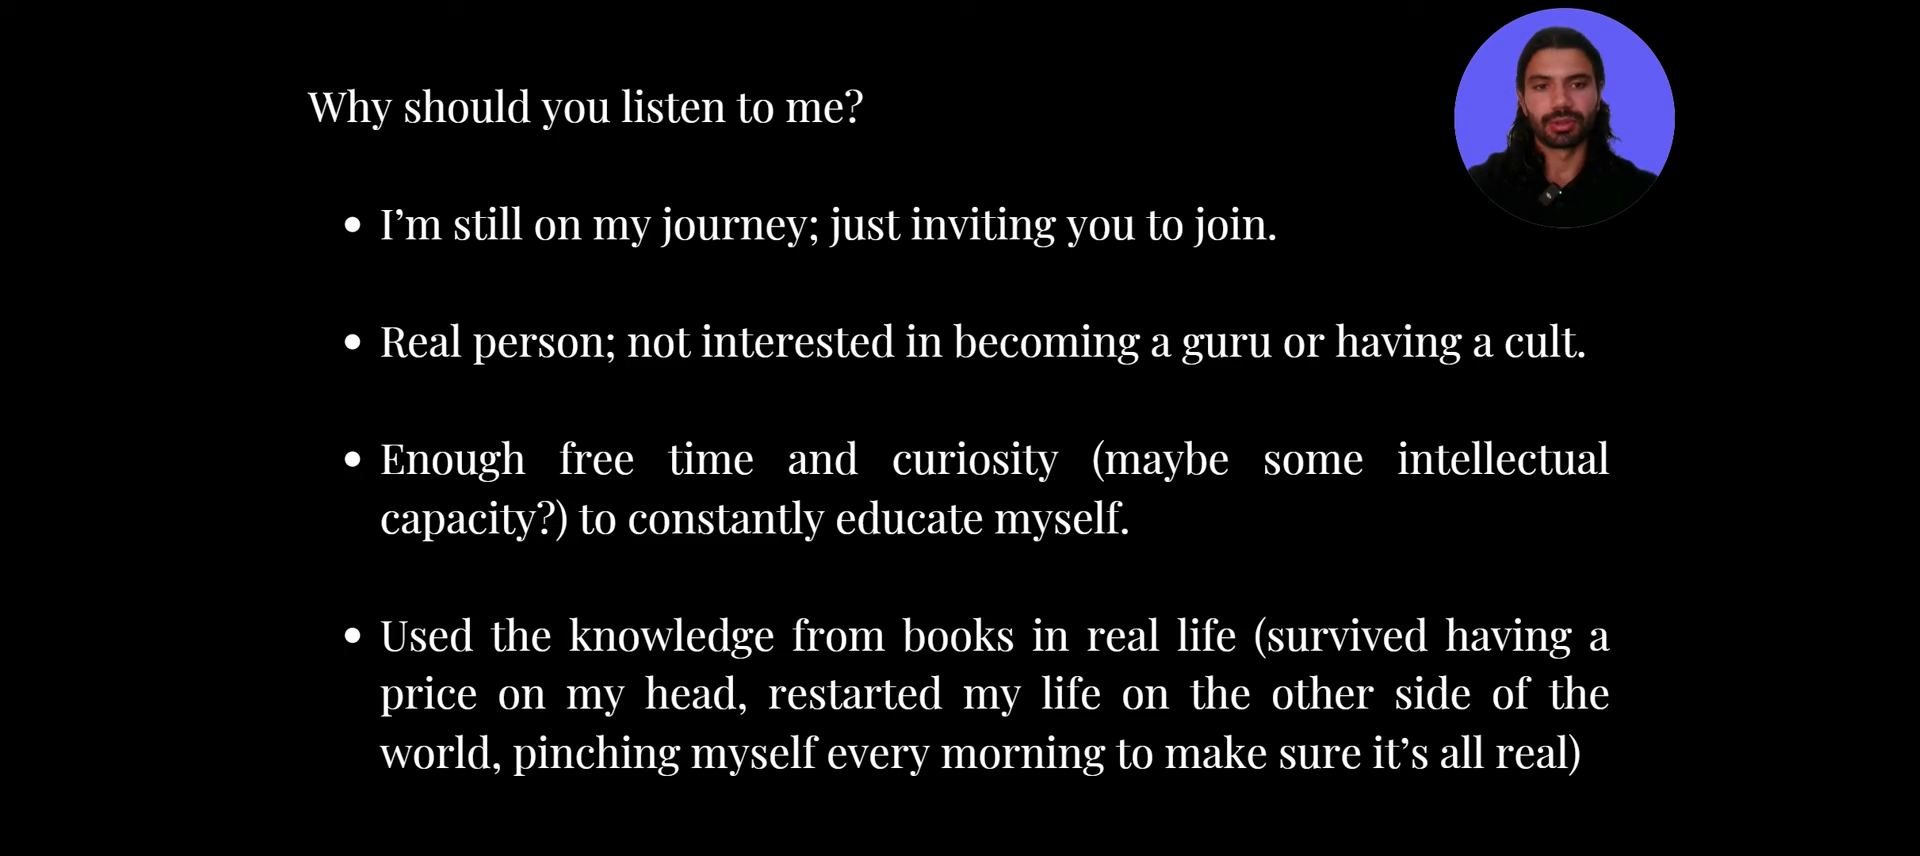 Why should you listen to me?
• I’m still on my journey; just inviting you to join.
• Real person; not interested in becoming a guru or having a cult.
• Enough free time and curiosity (maybe some intellectual
capacity?) to constantly educate myself.
• Used the knowledge from books in real life (survived having a
price on my head, restarted my life on the other side of the
world, pinching myself every morning to make sure it’s all real)